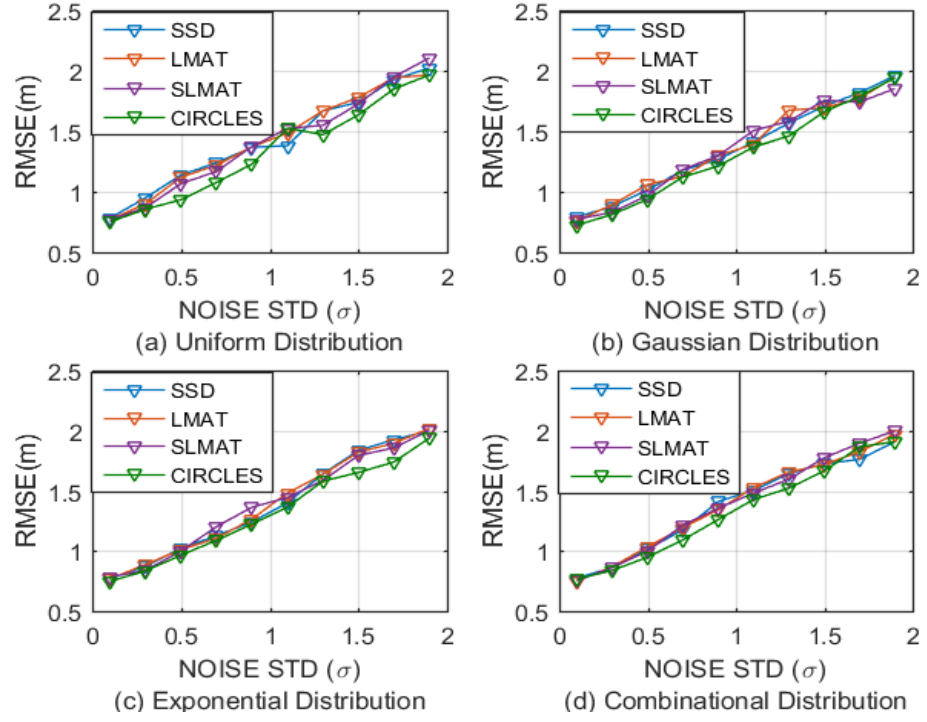 2.5
2
1.5
1
0.5
RMSE(m)
SSD
LMAT
SLMAT
CIRCLES
0 0.5 1 1.5 2
NOISE STD (σ)
(a) Uniform Distribution
2.5
2
1.5
1
0.5
RMSE(m)
SSD
LMAT
SLMAT
CIRCLES
0 0.5 1 1.5 2
NOISE STD (σ)
(b) Gaussian Distribution
2.5
2
1.5
1
0.5
RMSE(m)
SSD
LMAT
SLMAT
CIRCLES
0 0.5 1 1.5 2
NOISE STD (σ)
(c) Exponential Distribution
2.5
2
1.5
1
0.5
RMSE(m)
SSD
LMAT
SLMAT
CIRCLES
0 0.5 1 1.5 2
NOISE STD (σ)
(d) Combinational Distribution